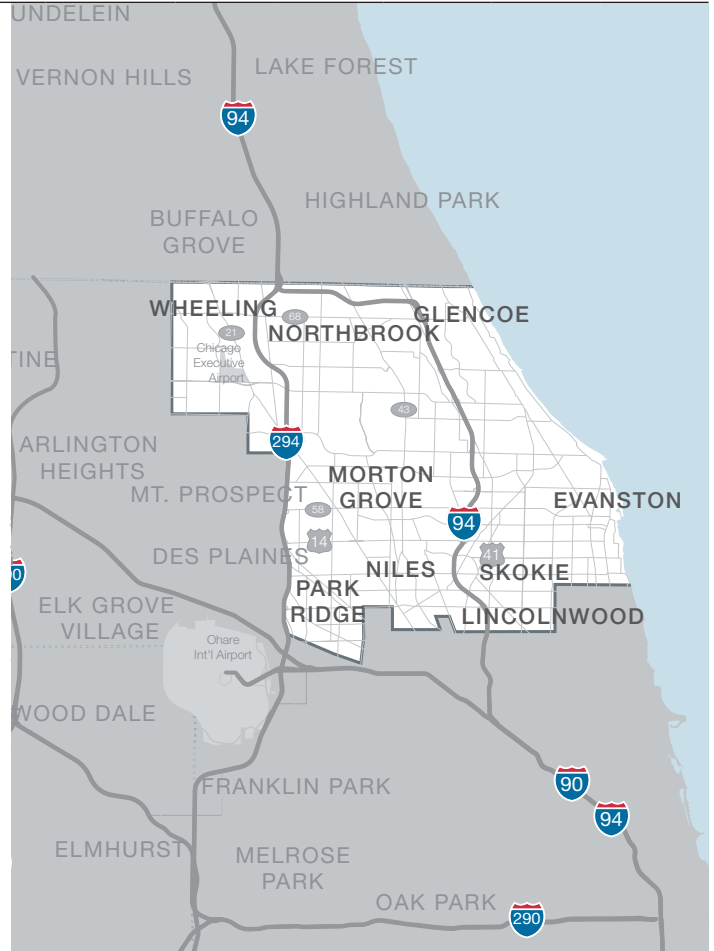 UNDELEIN
LAKE FOREST
VERNON HILLS
94
HIGHLAND PARK
BUFFALO
GROVE
WHEELING
68
GLENCOE
21
NORTHBROOK
Chicago
Executive
Airport
TINE
43
294
ARLINGTON
HEIGHTS
MORTON
GROVE
MT. PROSPECT
EVANSTON
58
94
14
41
DES PLAINES
NILES
SKOKIE
0
PARK
RIDGE
ELK GROVE
VILLAGE
LINCOLNWOOD
Ohare
Int'l Airport
WOOD DALE
90
FRANKLIN PARK
94
ELMHURST
MELROSE
PARK
OAK PARK
290